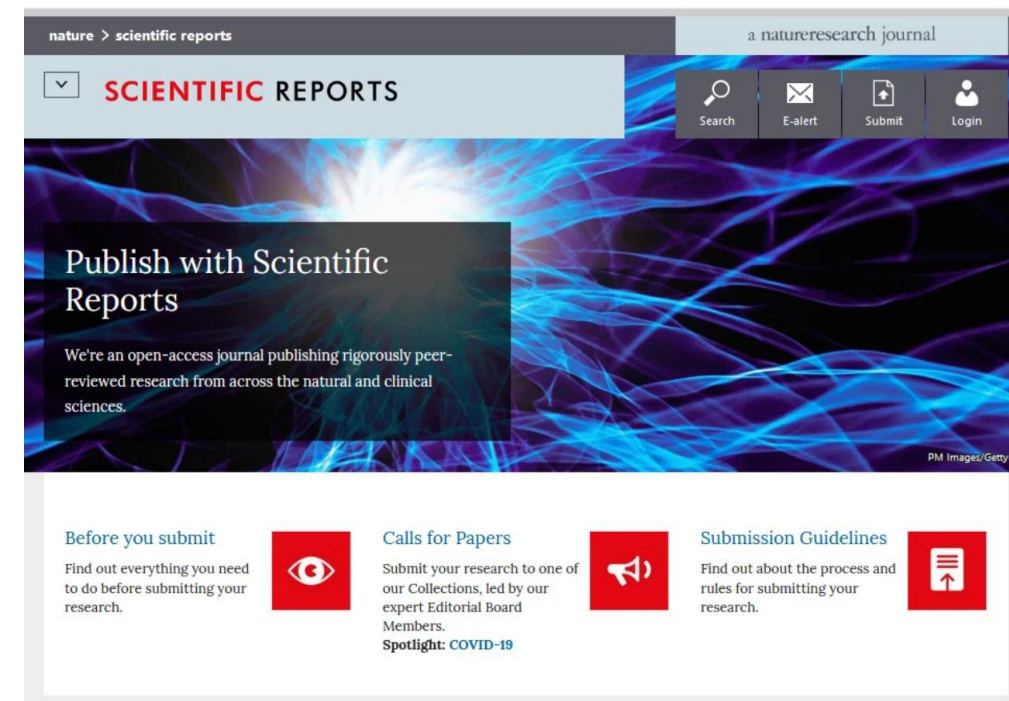 nature > scientific reports
a natureresearch journal
SCIENTIFIC REPORTS
Search
E-alert
Submit
Login
Publish with Scientific
Reports
We're an open-access journal publishing rigorously peer-
reviewed research from across the natural and clinical
sciences.
PM Images/Getty
Before you submit
Find out everything you need
to do before submitting your
research.
Calls for Papers
Submit your research to one of
our Collections, led by our
expert Editorial Board
Members.
Spotlight: COVID-19
Submission Guidelines
Find out about the process and
rules for submitting your
research.